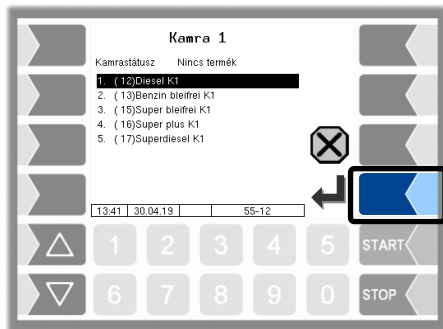 Kamra 1
Kamrastátusz Nincs termék
1. ( 12)Diesel K1
2. ( 13)Benzin bleifrei K1
3. ( 15)Super bleifrei K1
4. ( 16)Super plus K1
5. ( 17)Superdiesel K1
13:41 30.04.19 55-12
1 2 3 4 5 START
6 7 8 9 0 STOP